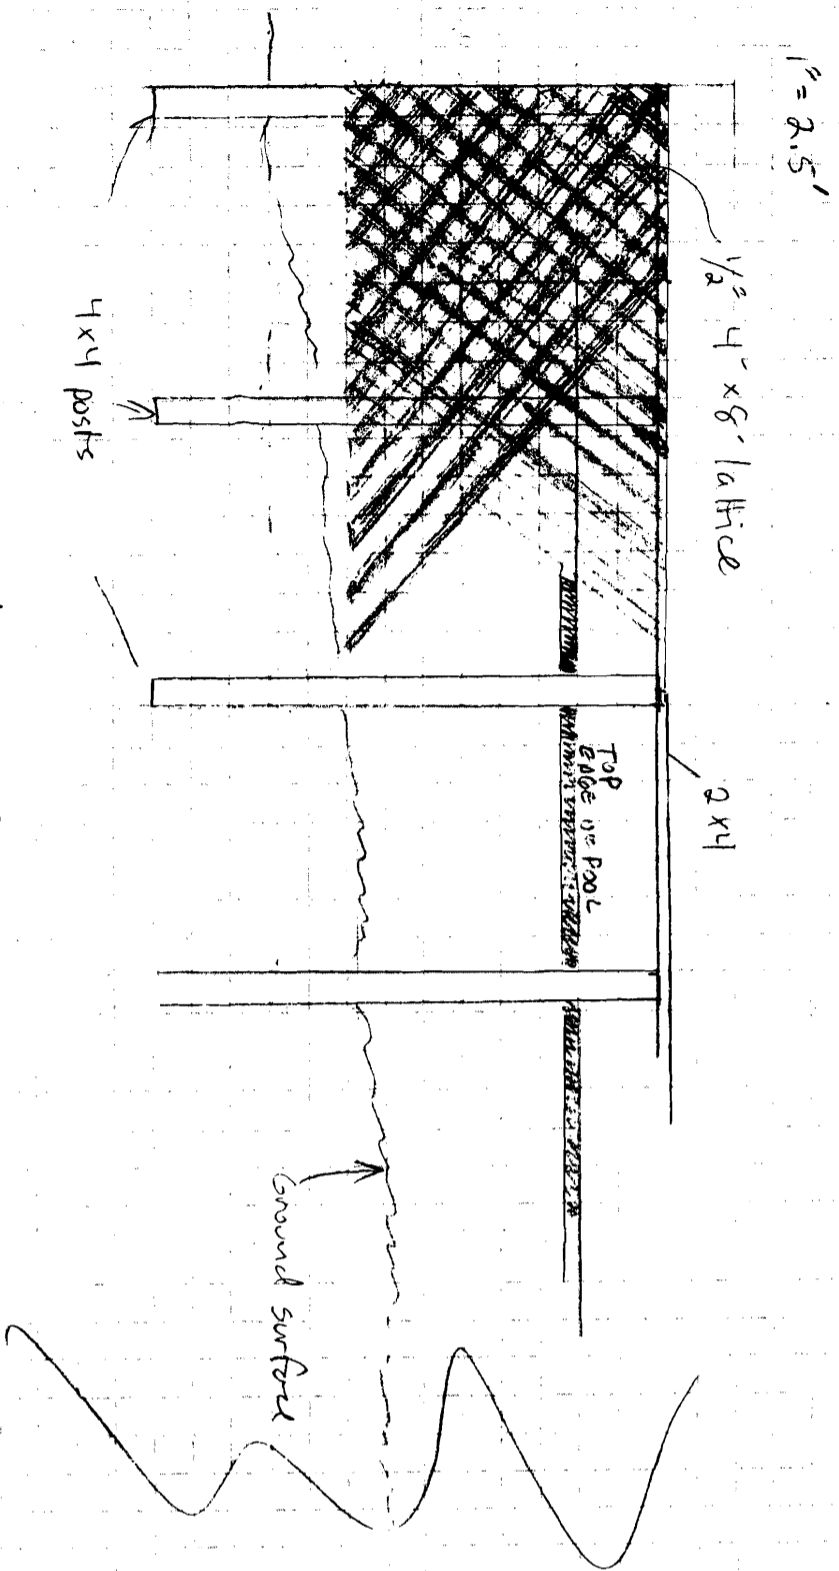 1" = 2.5'
1/2" 4' x 8' lattice
2x4
TOP
EDGE OF POOL
4x4 posts
Ground surface